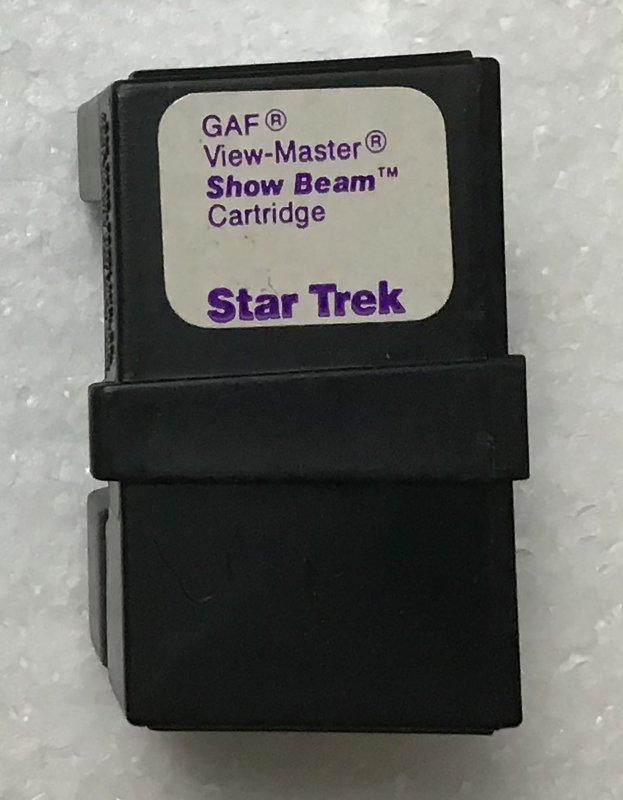 GAF®
View-Master®
Show Beam™
Cartridge
Star Trek